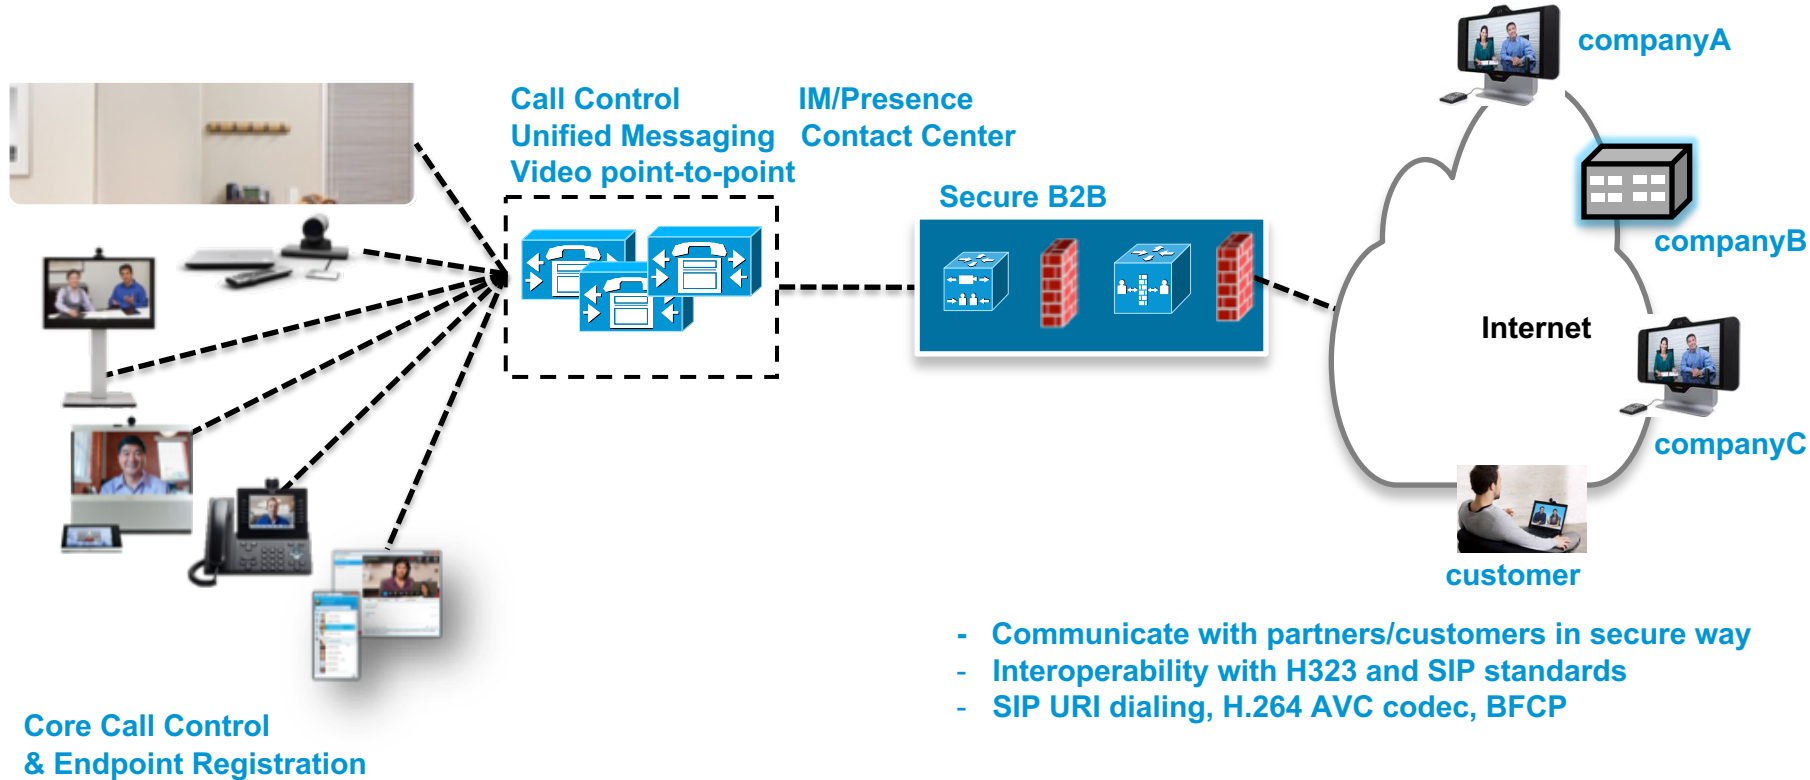 companyA
Call Control IM/Presence
Unified Messaging Contact Center
Video point-to-point
Secure B2B
companyB
Internet
companyC
customer
- Communicate with partners/customers in secure way
- Interoperability with H323 and SIP standards
- SIP URI dialing, H.264 AVC codec, BFCP
Core Call Control
& Endpoint Registration